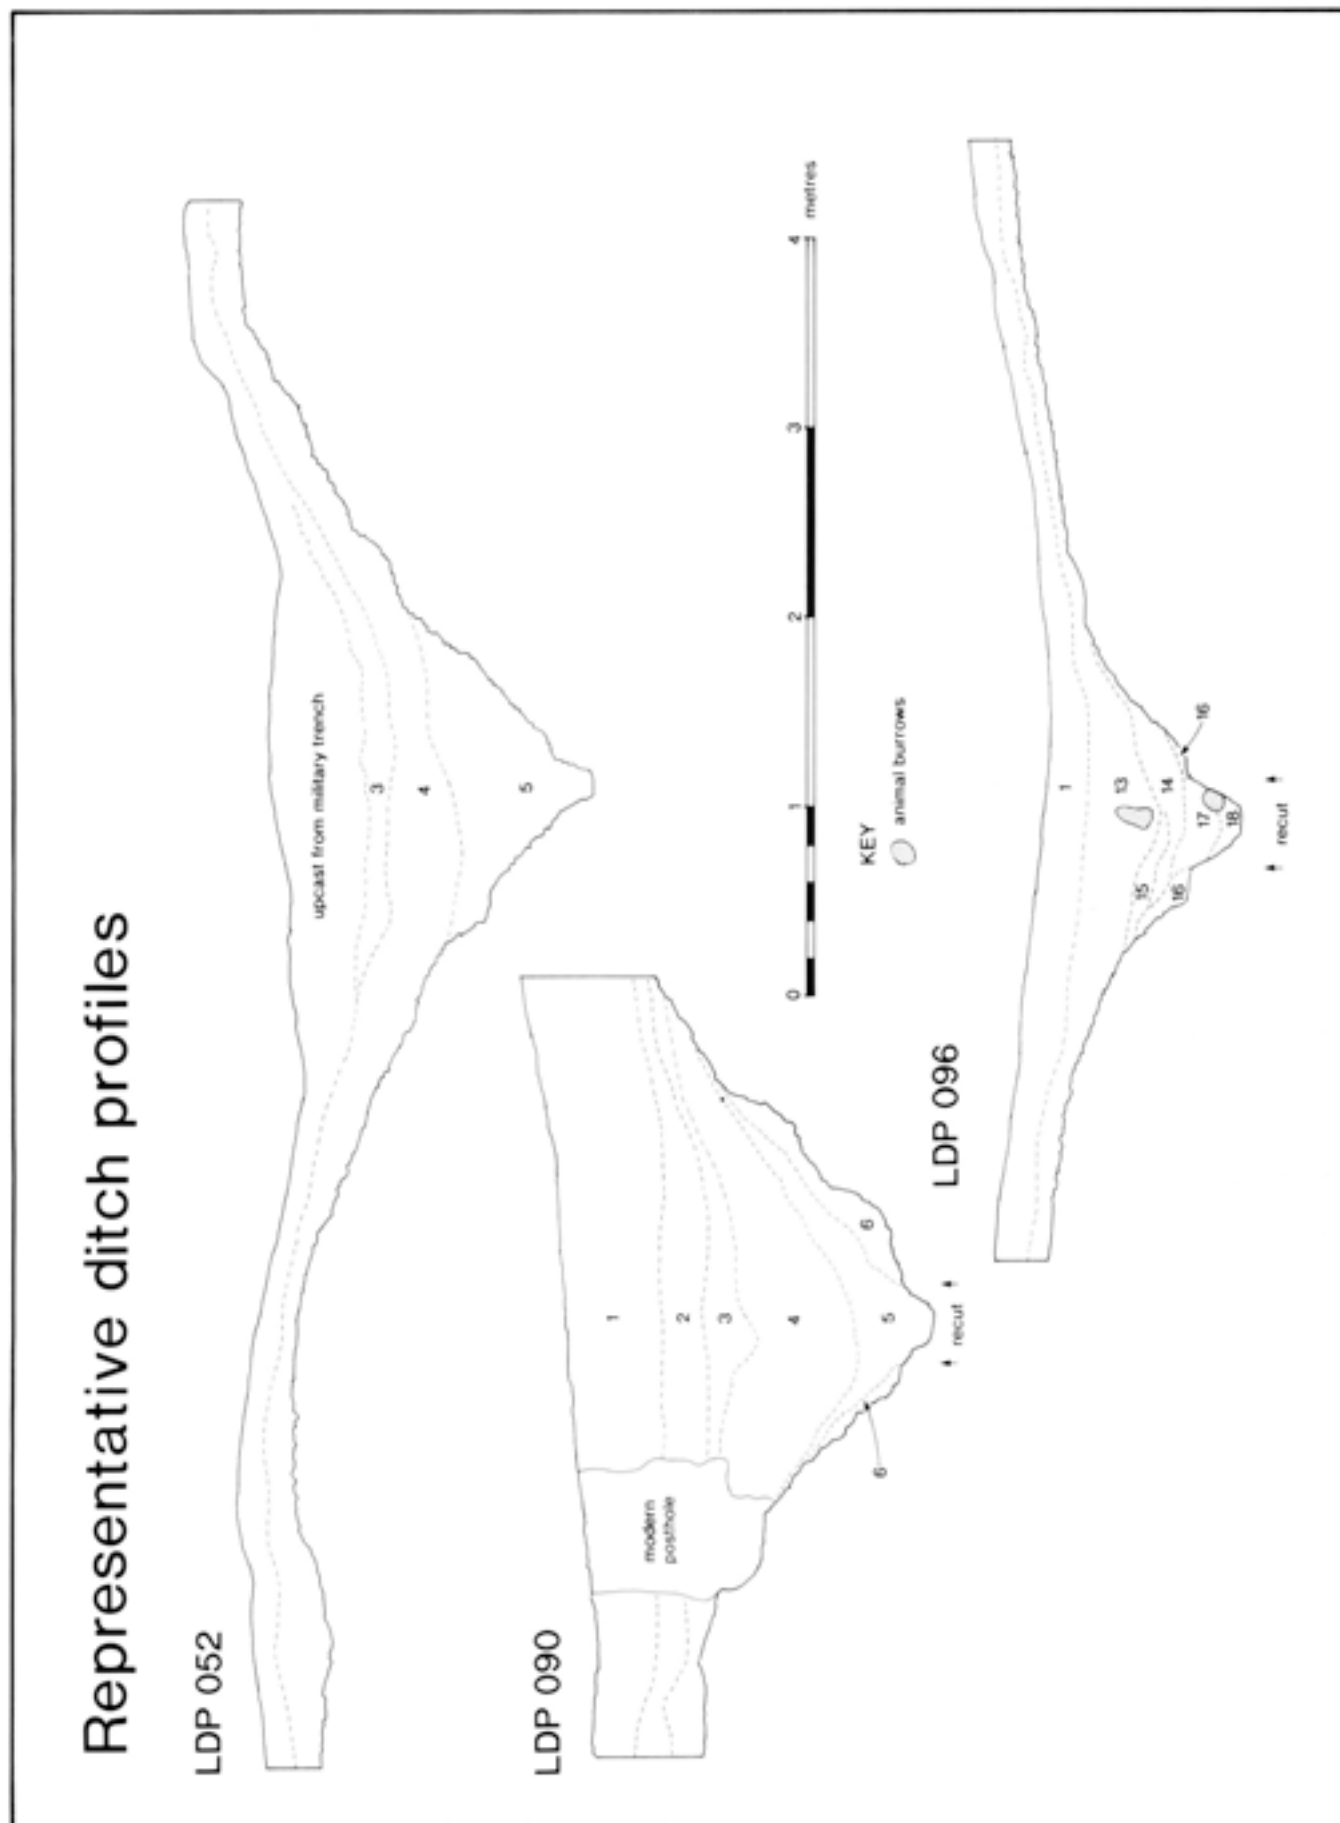 Representative ditch profiles
LDP 052
upcast from military trench
3
4
5
LDP 090
modern
posthole
1
2
3
4
5
6
6
recut
0 1 2 3 4 metres
KEY
animal burrows
LDP 096
1
13
14
15
16
16
17
18
recut